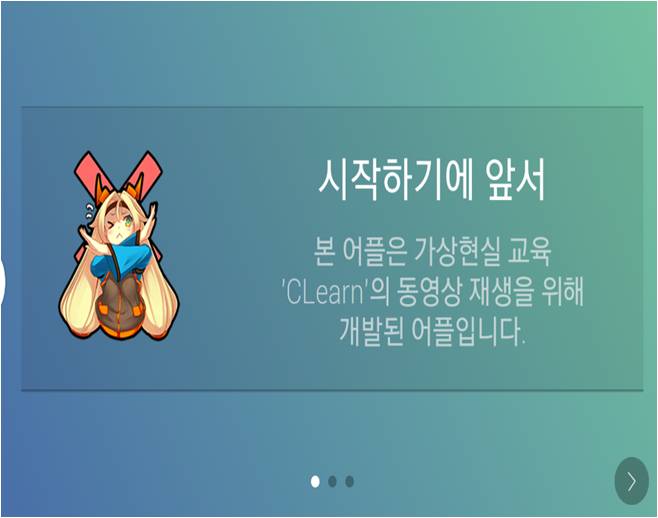 시작하기에 앞서
본 어플은 가상현실 교육
'CLearn'의 동영상 재생을 위해
개발된 어플입니다.